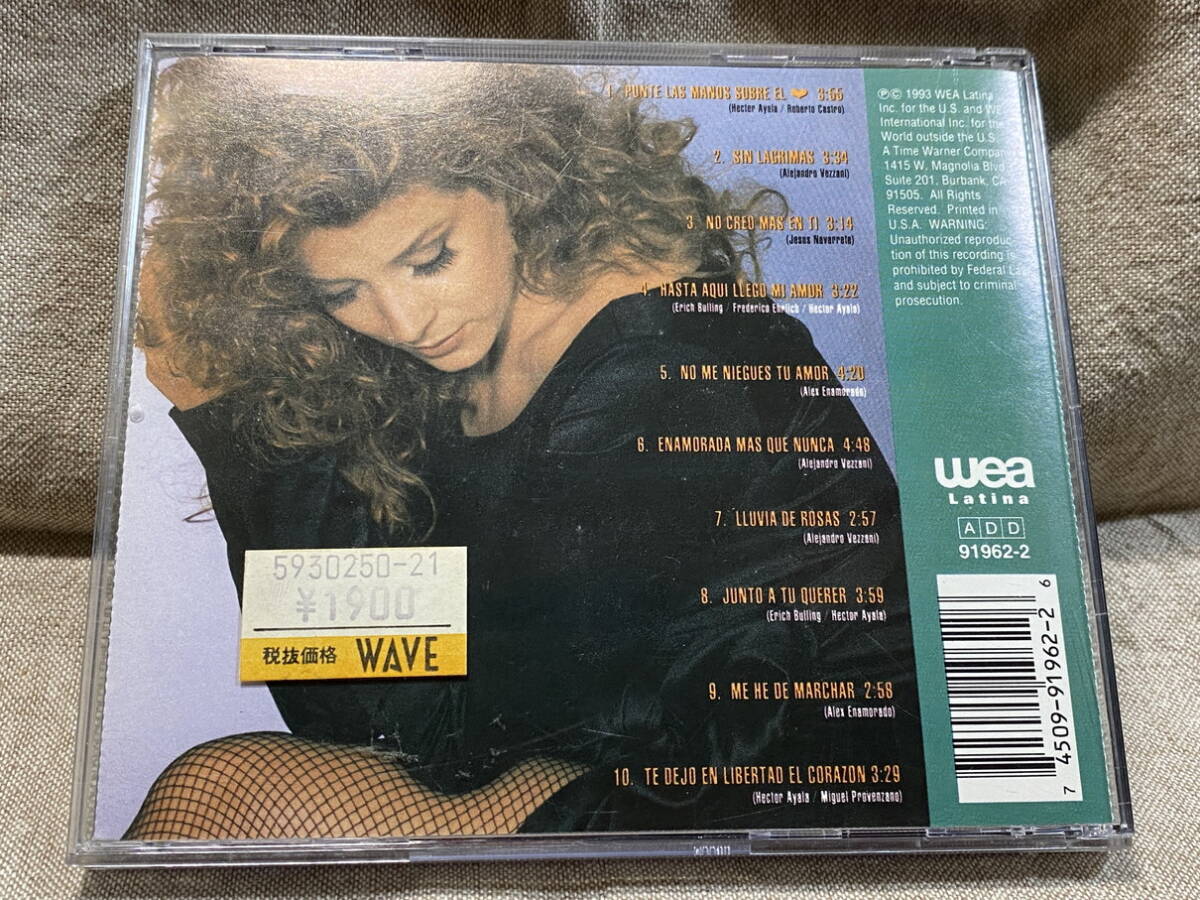 1. PONTE LAS MANOS SOBRE EL ❤ 3:55
(Hector Ayala / Roberto Castro)
2. SIN LAGRIMAS 3:34
(Alejandro Vezzani)
3. NO CREO MAS EN TI 3:14
(Jesus Navarrete)
4. HASTA AQUI LLEGO MI AMOR 3:22
(Erich Bulling / Frederico Ehrlich / Hector Ayala)
5. NO ME NIEGUES TU AMOR 4:20
(Alex Enamorado)
6. ENAMORADA MAS QUE NUNCA 4:48
(Alejandro Vezzani)
7. LLUVIA DE ROSAS 2:57
(Alejandro Vezzani)
8. JUNTO A TU QUERER 3:59
(Erich Bulling / Hector Ayala)
9. ME HE DE MARCHAR 2:58
(Alex Enamorado)
10. TE DEJO EN LIBERTAD EL CORAZON 3:29
(Hector Ayala / Miguel Provenzano)
5930250-21
¥1900
税抜価格 WAVE
℗© 1993 WEA Latina
Inc. for the U.S. and
International Inc. for the
World outside the U.S.
A Time Warner Company
1415 W. Magnolia Blvd
Suite 201, Burbank, CA
91505. All Rights
Reserved. Printed in
U.S.A. WARNING:
Unauthorized reproduc-
tion of this recording is
prohibited by Federal Law
and subject to criminal
prosecution.
wea
Latina
ADD
91962-2
7 45099-91962-2 6